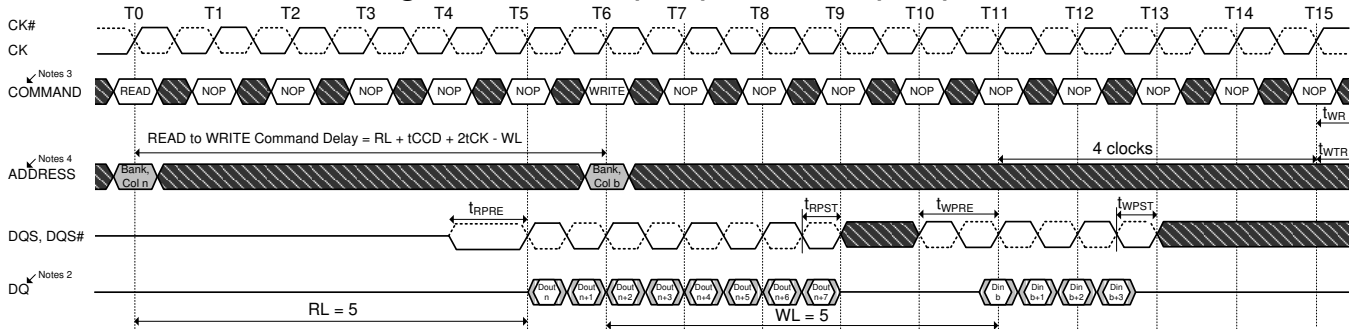 T0 T1 T2 T3 T4 T5 T6 T7 T8 T9 T10 T11 T12 T13 T14 T15
CK#
CK
Notes 3
COMMAND READ NOP NOP NOP NOP NOP WRITE NOP NOP NOP NOP NOP NOP NOP NOP NOP
tWR
READ to WRITE Command Delay = RL + tCCD + 2tCK - WL
4 clocks
tWTR
Notes 4
ADDRESS
Bank, Col n
Bank, Col b
tRPRE tRPST tWPRE tWPST
DQS, DQS#
Notes 2
DQ
Dout n
Dout n+1
Dout n+2
Dout n+3
Dout n+4
Dout n+5
Dout n+6
Dout n+7
Din b
Din b+1
Din b+2
Din b+3
RL = 5
WL = 5